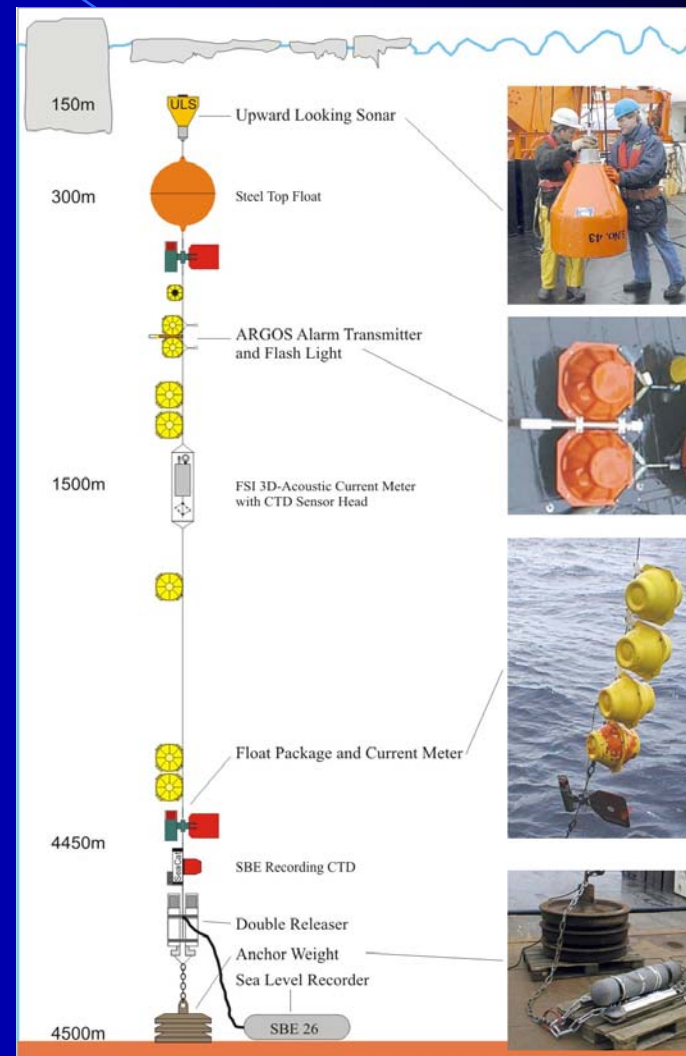 150m
ULS
Upward Looking Sonar
300m
Steel Top Float
ARGOS Alarm Transmitter
and Flash Light
1500m
FSI 3D-Acoustic Current Meter
with CTD Sensor Head
Float Package and Current Meter
4450m
SeaCat
SBE Recording CTD
Double Releaser
Anchor Weight
Sea Level Recorder
SBE 26
4500m